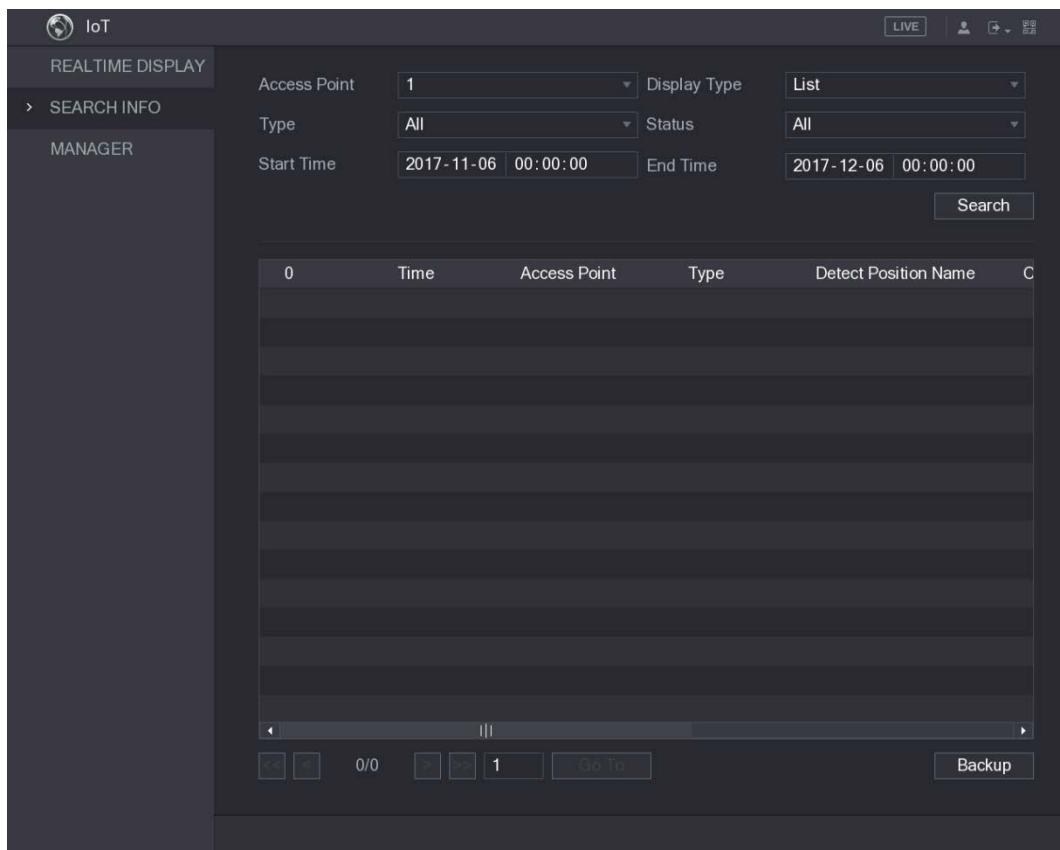 IoT LIVE
REALTIME DISPLAY
SEARCH INFO
MANAGER
Access Point 1 Display Type List
Type All Status All
Start Time 2017-11-06 00:00:00 End Time 2017-12-06 00:00:00
Search
0 Time Access Point Type Detect Position Name
<< < 0/0 > >> 1 Go To Backup